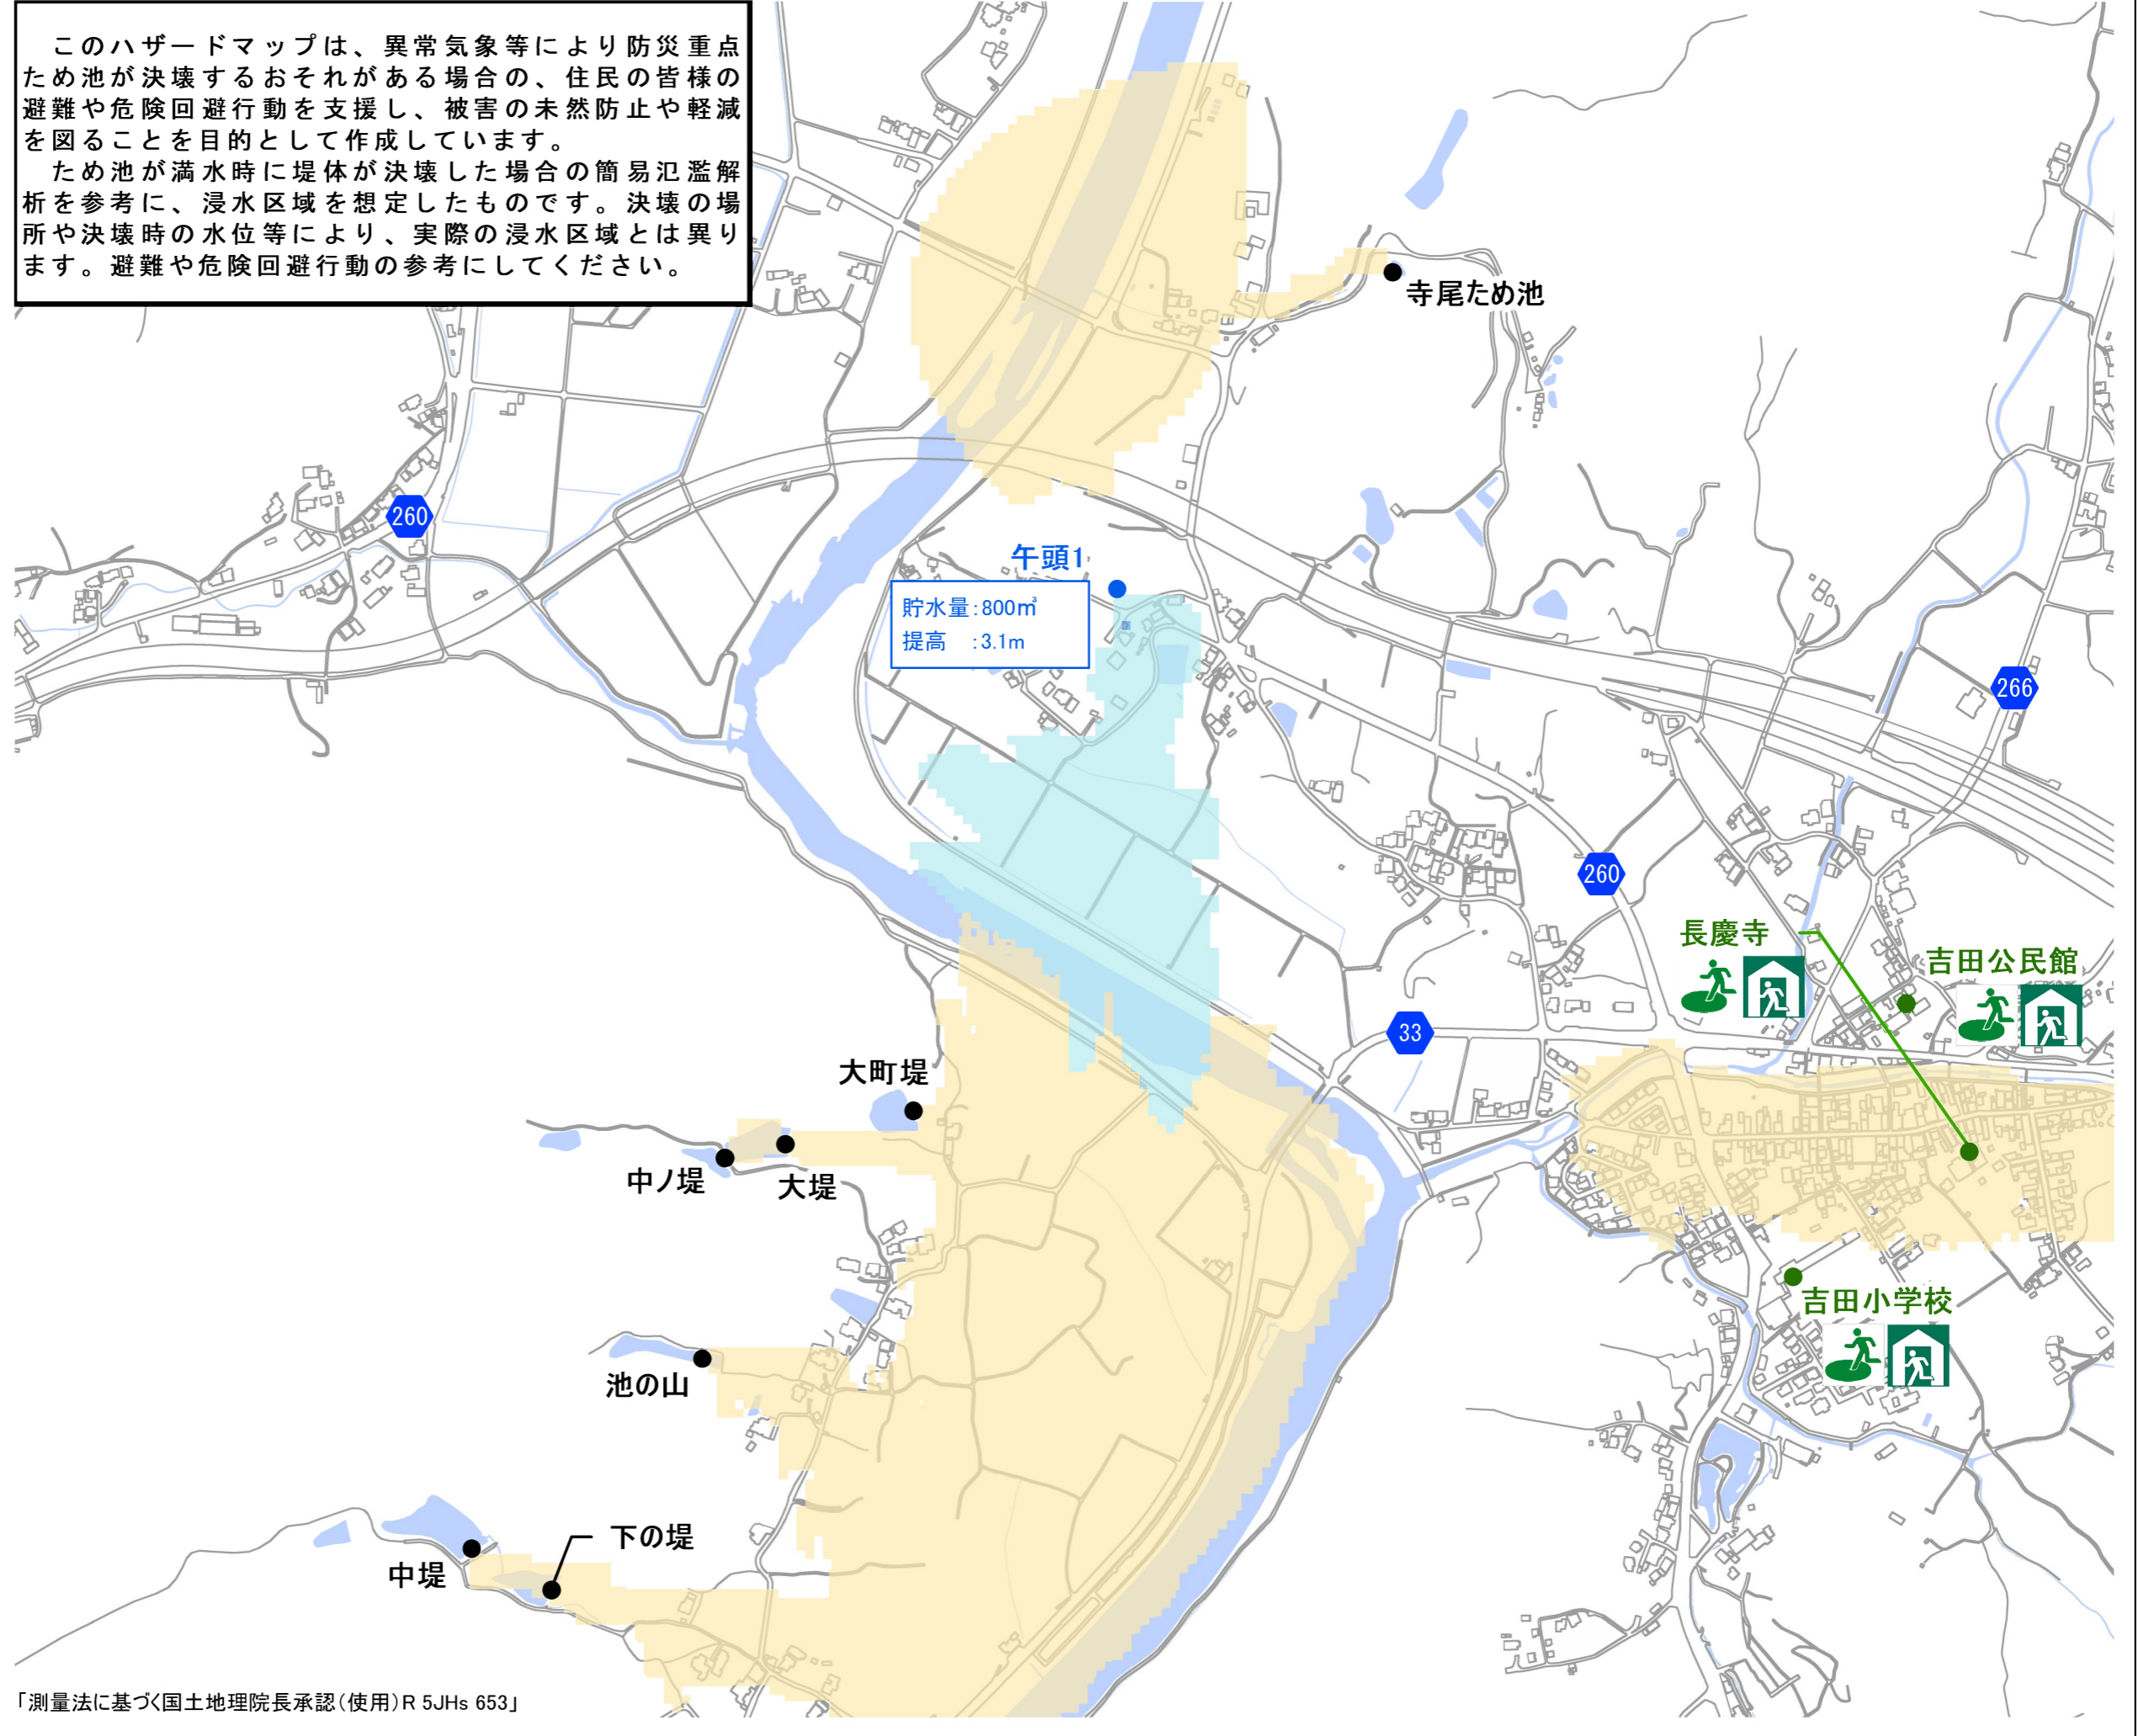 このハザードマップは、異常気象等により防災重点
ため池が決壊するおそれがある場合の、住民の皆様の
避難や危険回避行動を支援し、被害の未然防止や軽減
を図ることを目的として作成しています。
ため池が満水時に堤体が決壊した場合の簡易氾濫解
析を参考に、浸水区域を想定したものです。決壊の場
所や決壊時の水位等により、実際の浸水区域とは異り
ます。避難や危険回避行動の参考にしてください。
寺尾ため池
260
午頭1
貯水量:800㎥
提高 :3.1m
266
260
長慶寺
吉田公民館
33
大町堤
中ノ堤
大堤
吉田小学校
池の山
下の堤
中堤
「測量法に基づく国土地理院長承認(使用)R 5JHs 653」